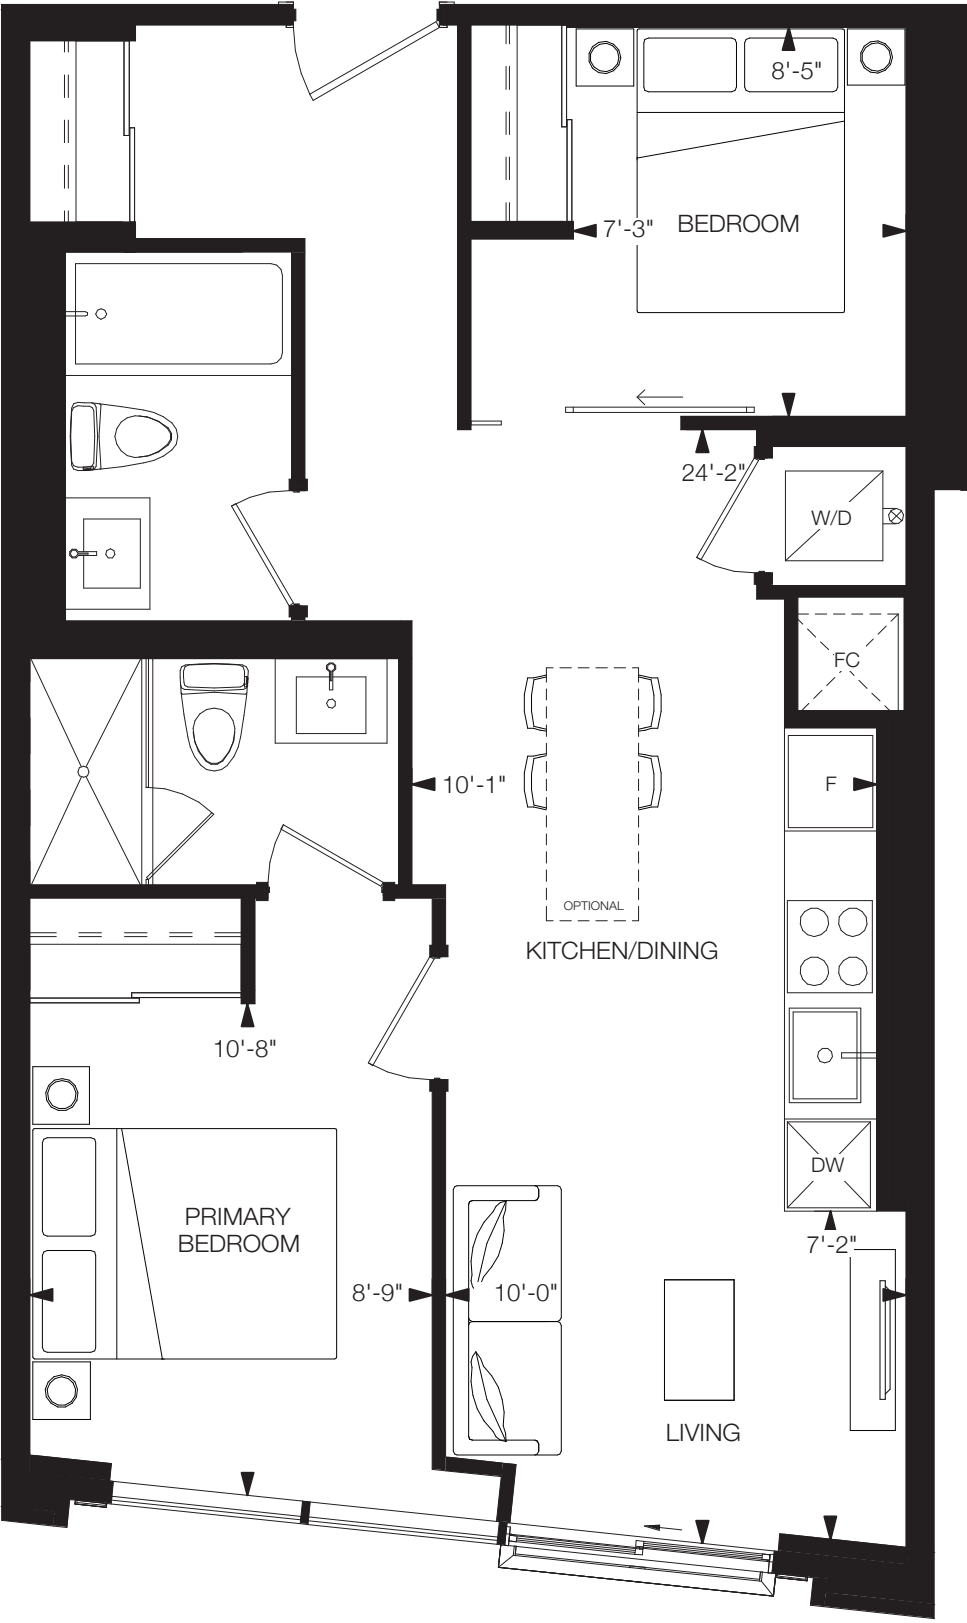 8'-5"
7'-3"
BEDROOM
24'-2"
W/D
FC
10'-1"
F
OPTIONAL
KITCHEN/DINING
10'-8"
DW
PRIMARY
BEDROOM
7'-2"
8'-9"
10'-0"
LIVING